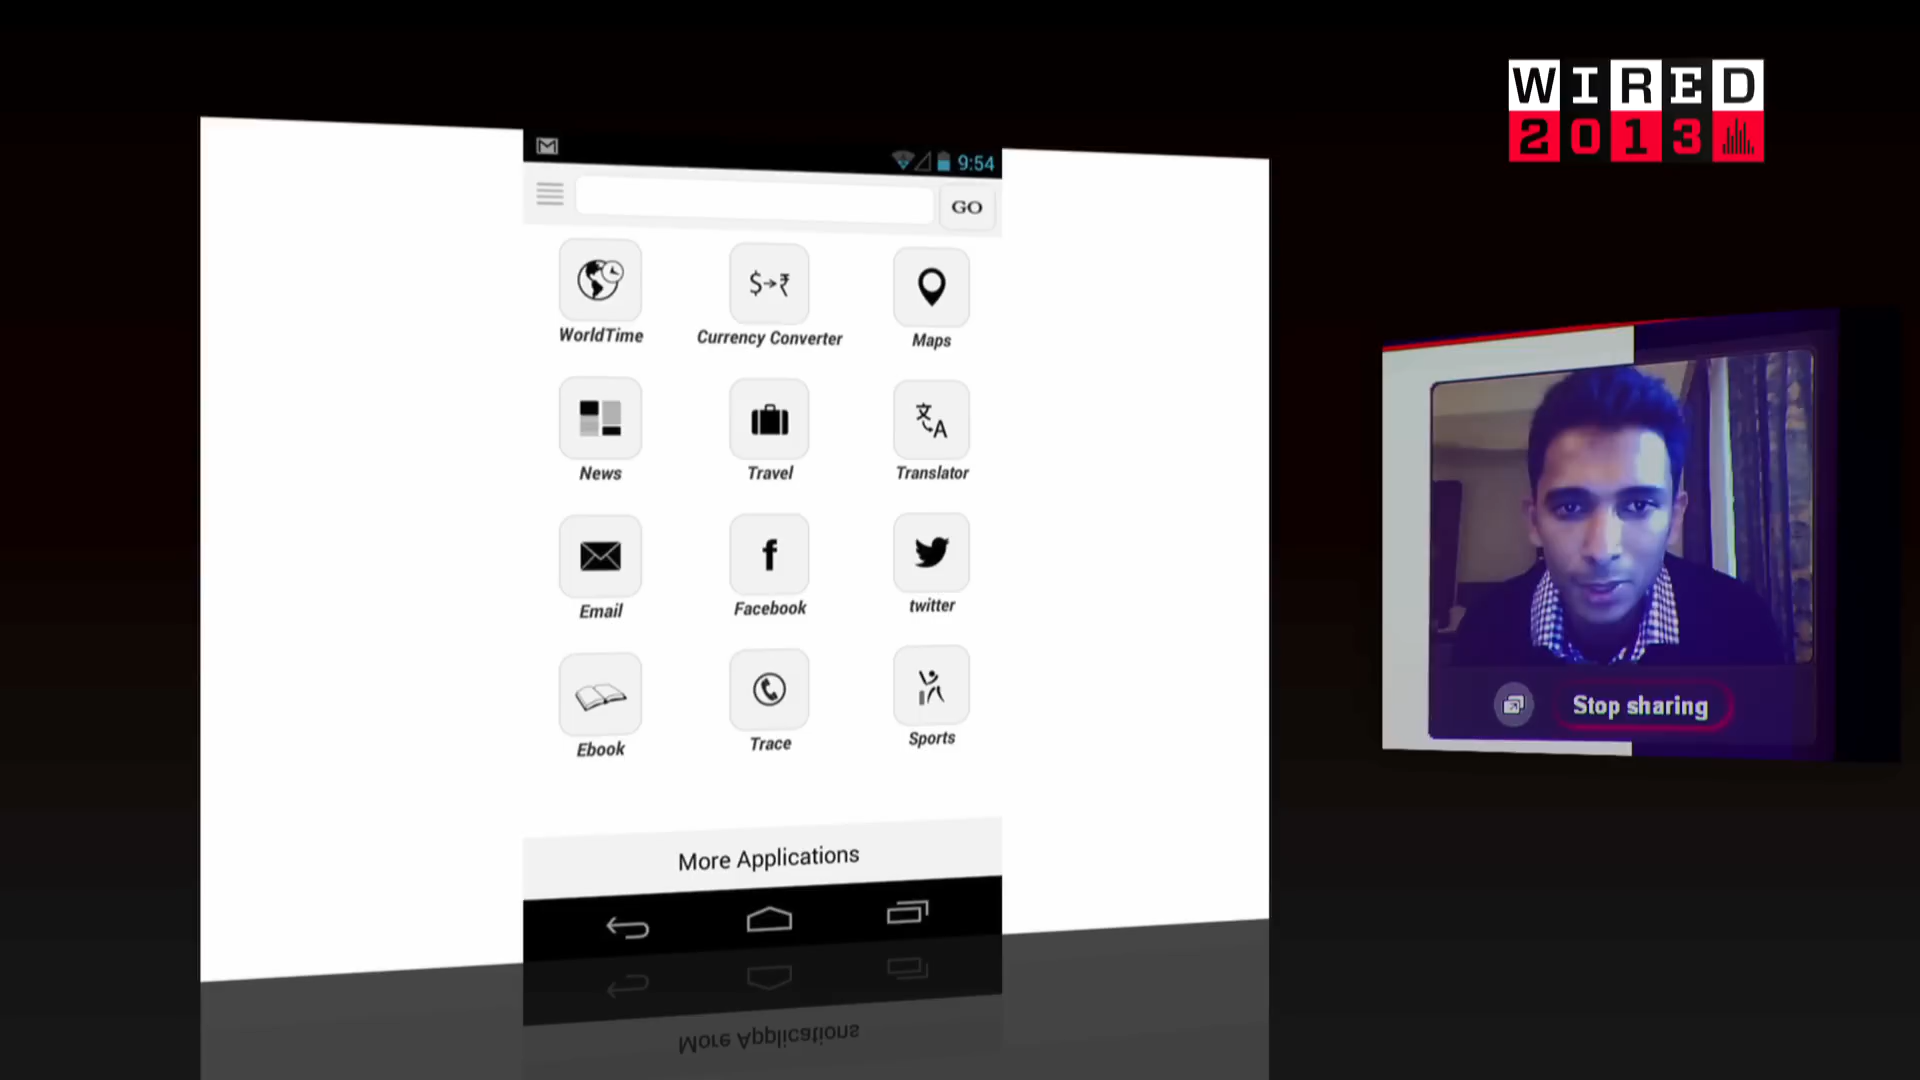 WIRED
2013
9:54
GO
$→₹
WorldTime
Currency Converter
Maps
文
A
News
Travel
Translator
f
Email
Facebook
twitter
Ebook
Trace
Sports
More Applications
More Applications
Stop sharing